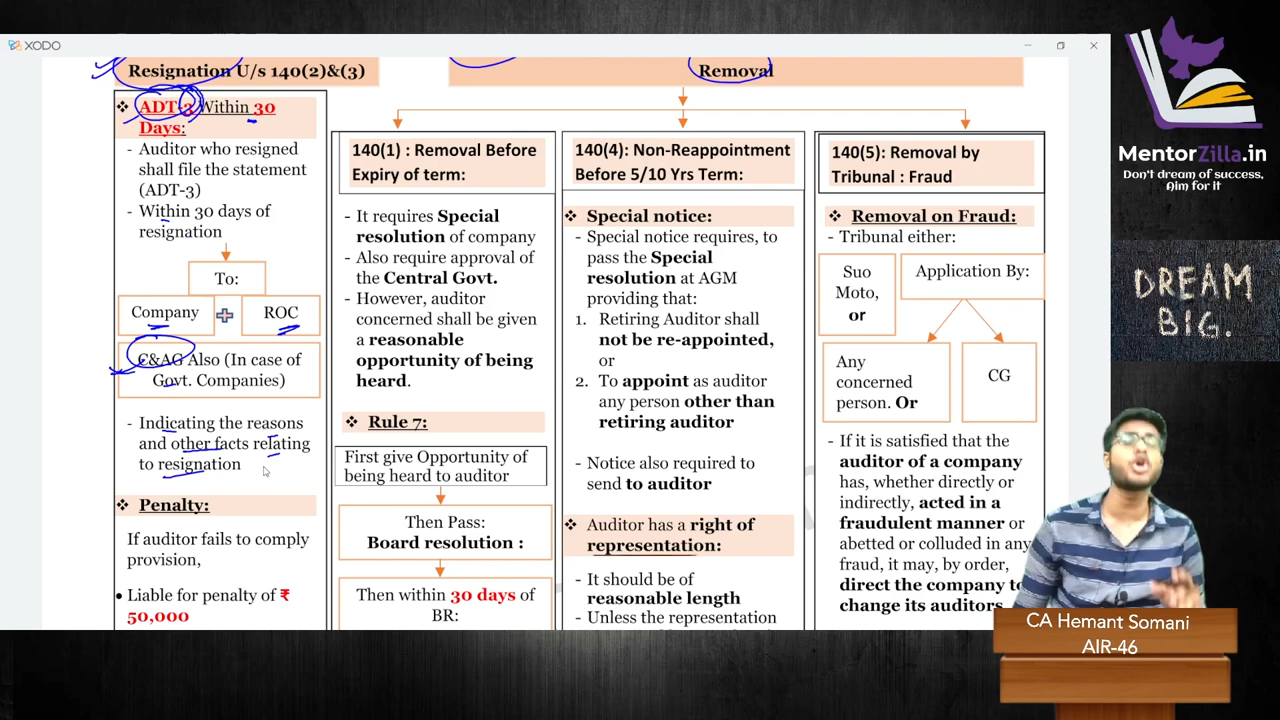 XODO
Resignation U/s 140(2)&(3)
Removal
❖ ADT-3 Within 30
Days:
- Auditor who resigned
shall file the statement
(ADT-3)
- Within 30 days of
resignation
To:
Company
ROC
C&AG Also (In case of
Govt. Companies)
- Indicating the reasons
and other facts relating
to resignation
❖ Penalty:
If auditor fails to comply
provision,
• Liable for penalty of ₹
50,000
140(1) : Removal Before
Expiry of term:
- It requires Special
resolution of company
- Also require approval of
the Central Govt.
- However, auditor
concerned shall be given
a reasonable
opportunity of being
heard.
❖ Rule 7:
First give Opportunity of
being heard to auditor
Then Pass:
Board resolution :
Then within 30 days of
BR:
140(4): Non-Reappointment
Before 5/10 Yrs Term:
❖ Special notice:
- Special notice requires, to
pass the Special
resolution at AGM
providing that:
1. Retiring Auditor shall
not be re-appointed,
or
2. To appoint as auditor
any person other than
retiring auditor
- Notice also required to
send to auditor
❖ Auditor has a right of
representation:
- It should be of
reasonable length
- Unless the representation
140(5): Removal by
Tribunal : Fraud
❖ Removal on Fraud:
- Tribunal either:
Suo
Moto,
or
Application By:
Any
concerned
person. Or
CG
- If it is satisfied that the
auditor of a company
has, whether directly or
indirectly, acted in a
fraudulent manner or
abetted or colluded in any
fraud, it may, by order,
direct the company to
change its auditors
MentorZilla.in
Don't dream of success,
Aim for it
DREAM
BIG.
CA Hemant Somani
AIR-46